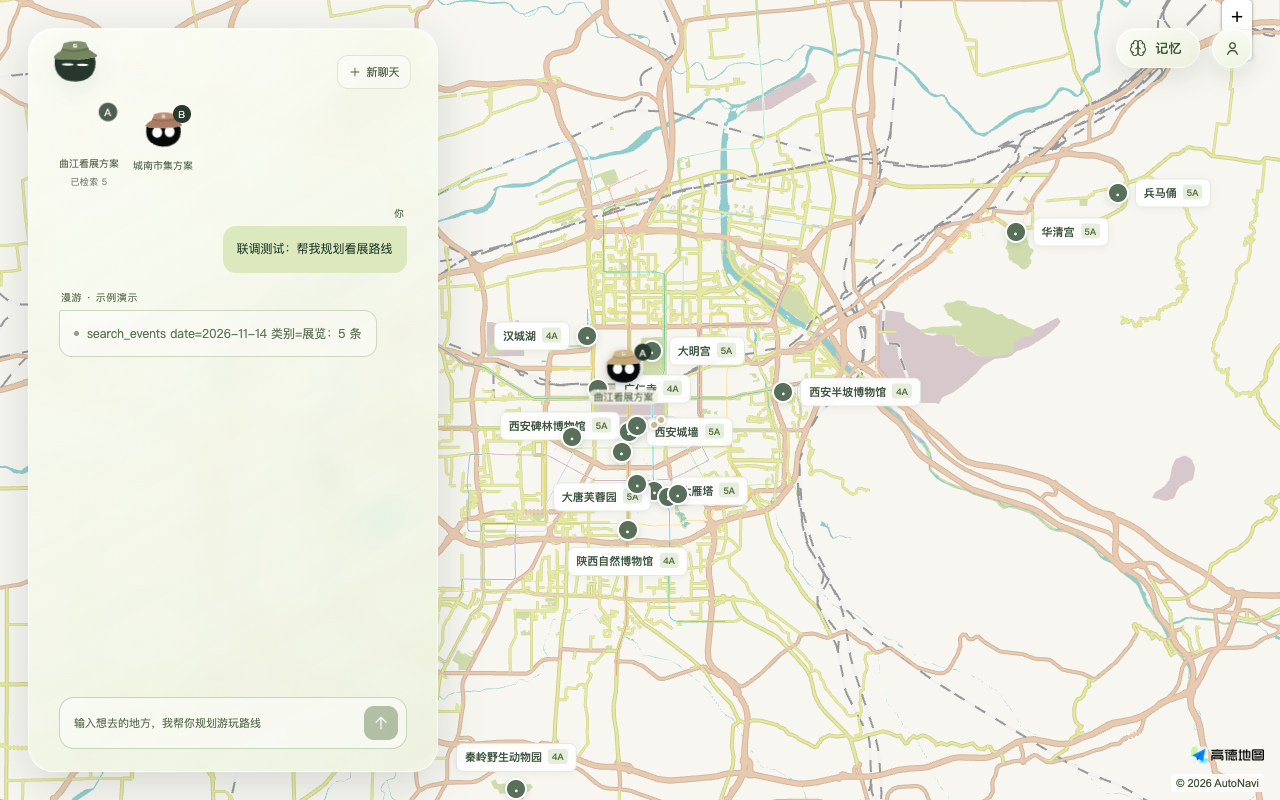 +
记忆
+ 新聊天
A
B
曲江看展方案
已检索 5
城南市集方案
你
联调测试：帮我规划看展路线
漫游 · 示例演示
search_events date=2026-11-14 类别=展览：5 条
输入想去的地方，我帮你规划游玩路线
兵马俑 5A
华清宫 5A
汉城湖 4A
大明宫 5A
A
广仁寺 4A
曲江看展方案
西安半坡博物馆 4A
西安碑林博物馆 5A
西安城墙 5A
大唐芙蓉园 5A
雁塔 5A
陕西自然博物馆 4A
秦岭野生动物园 4A
高德地图
© 2026 AutoNavi